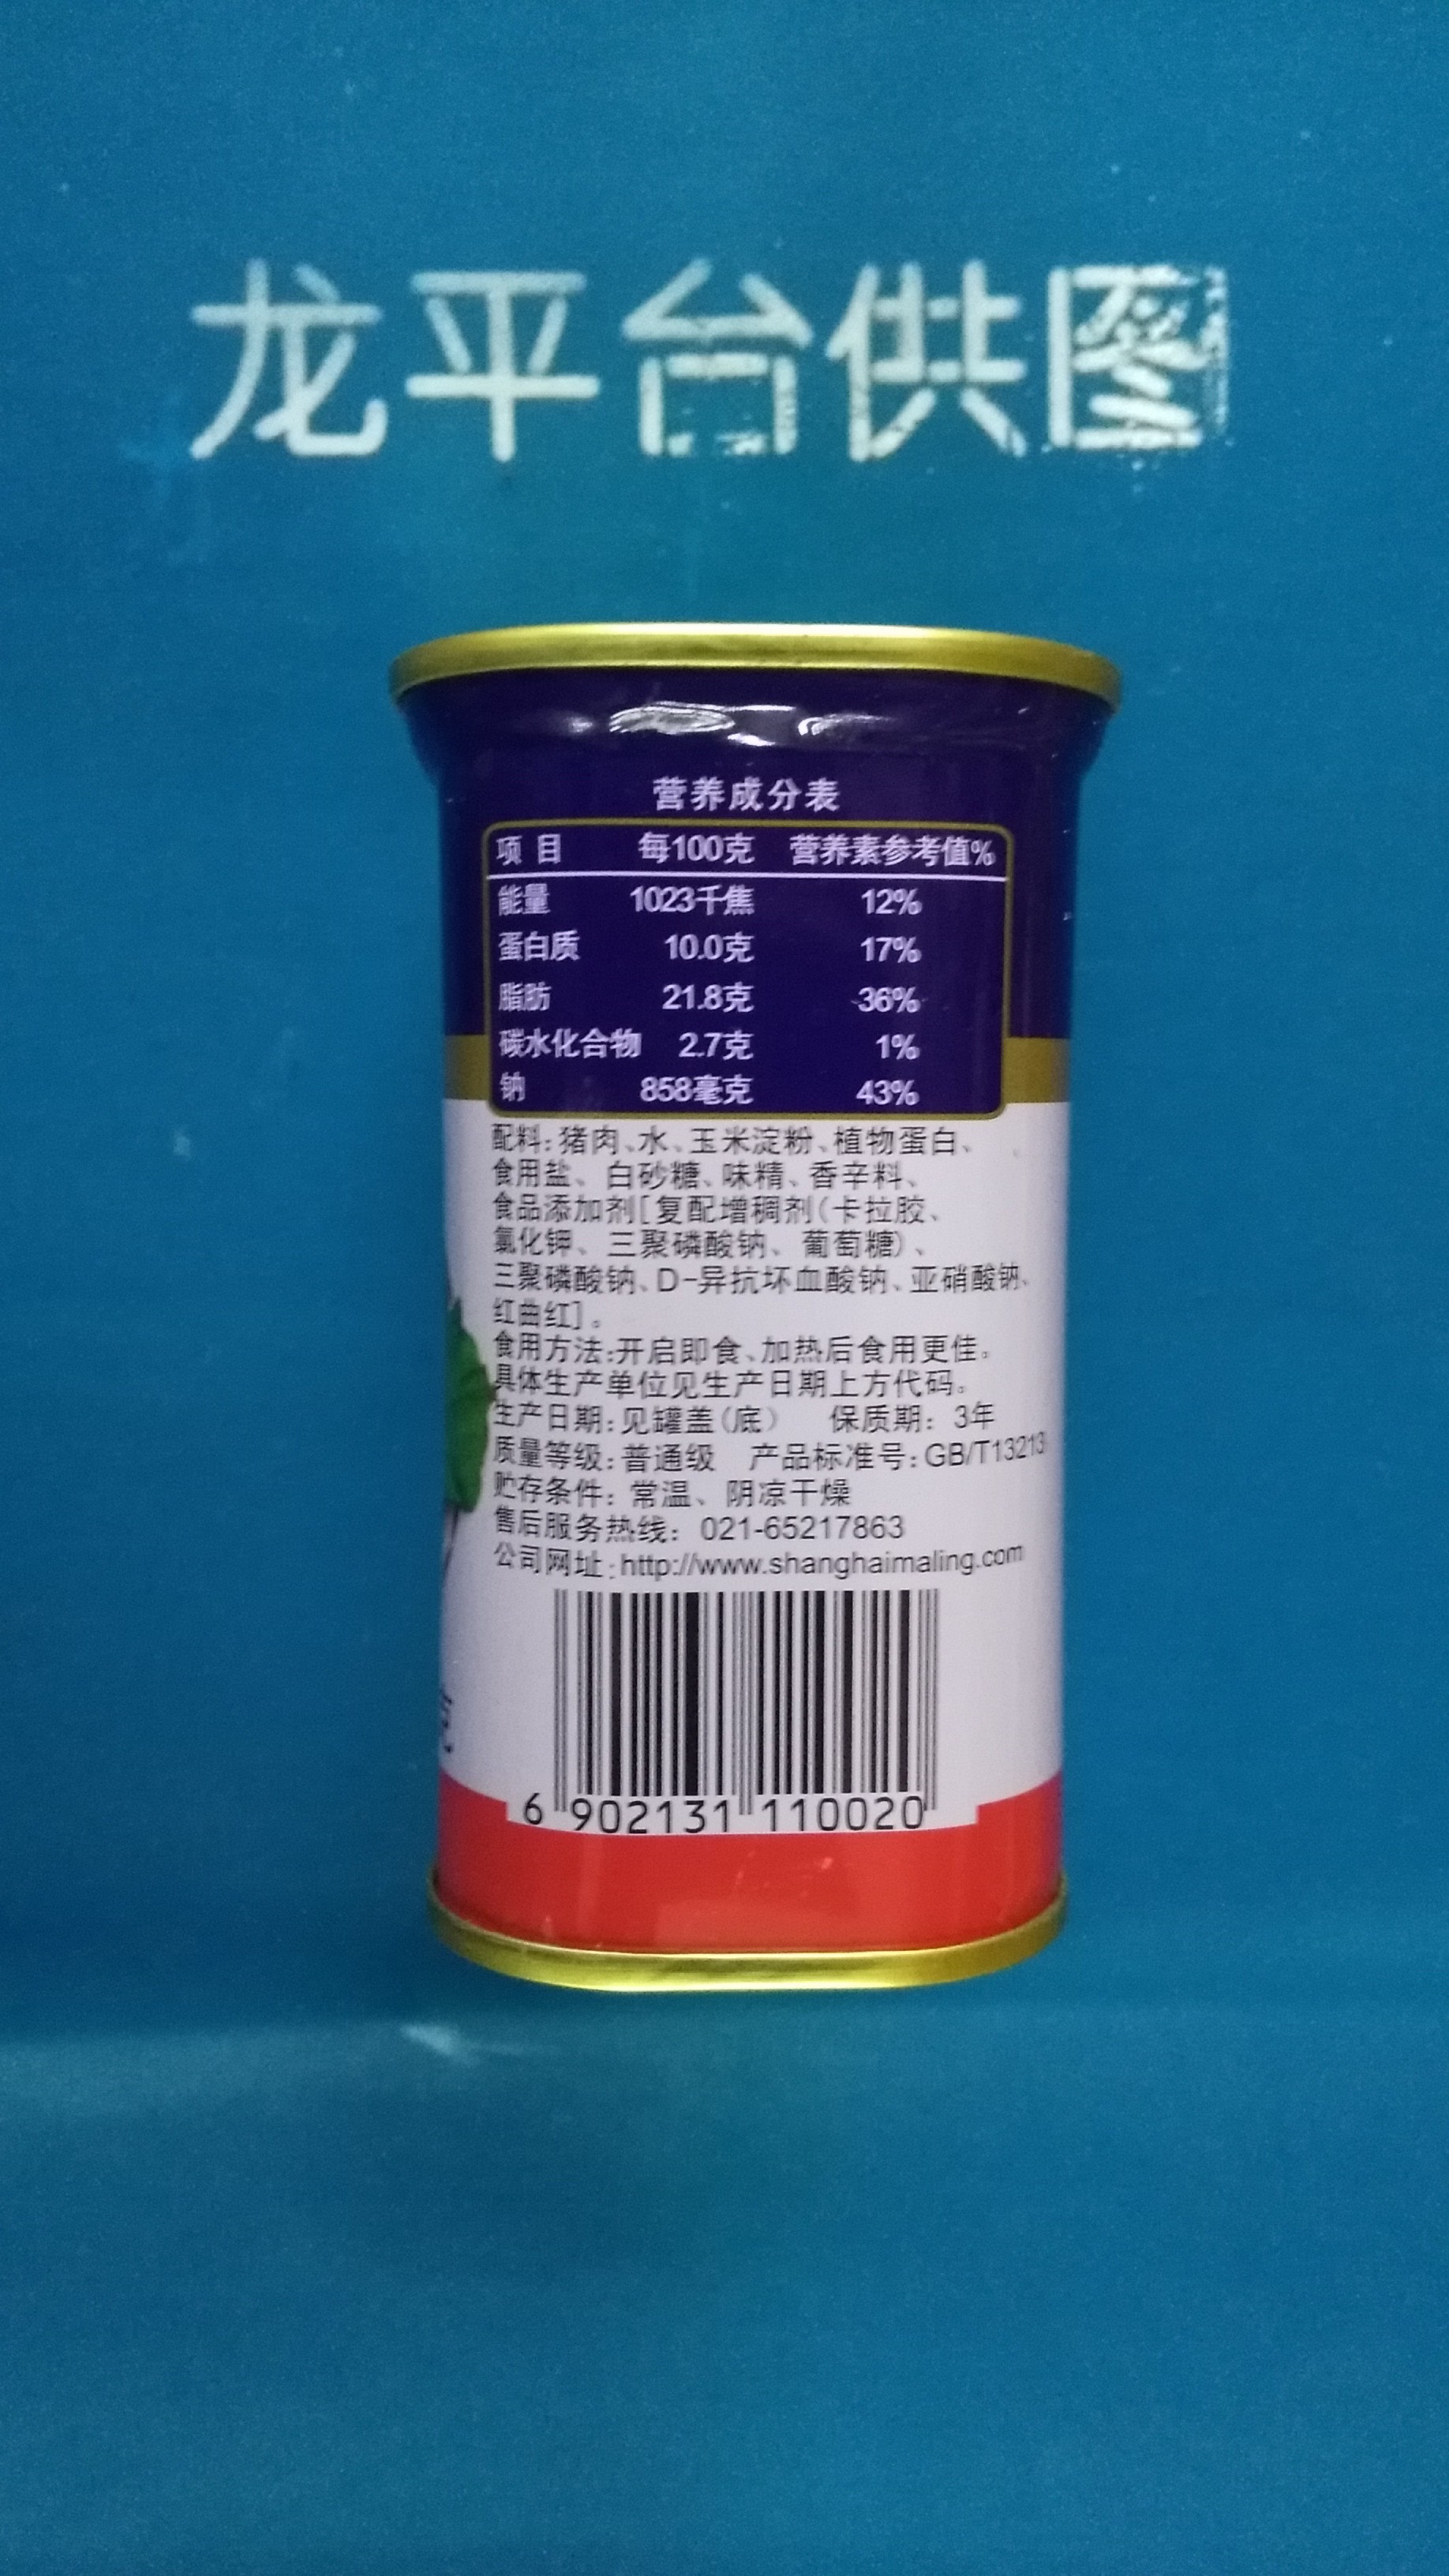 龙平台供图
营养成分表
项 目 每100克 营养素参考值%
能量 1023千焦 12%
蛋白质 10.0克 17%
脂肪 21.8克 36%
碳水化合物 2.7克 1%
钠 858毫克 43%
配料:猪肉、水、玉米淀粉、植物蛋白、
食用盐、白砂糖、味精、香辛料、
食品添加剂[复配增稠剂(卡拉胶、
氯化钾、三聚磷酸钠、葡萄糖)、
三聚磷酸钠、D-异抗坏血酸钠、亚硝酸钠、
红曲红]。
食用方法:开启即食、加热后食用更佳。
具体生产单位见生产日期上方代码。
生产日期:见罐盖(底) 保质期: 3年
质量等级:普通级 产品标准号:GB/T13213
贮存条件: 常温、阴凉干燥
售后服务热线: 021-65217863
公司网址:http://www.shanghaimaling.com
克
6 902131 110020